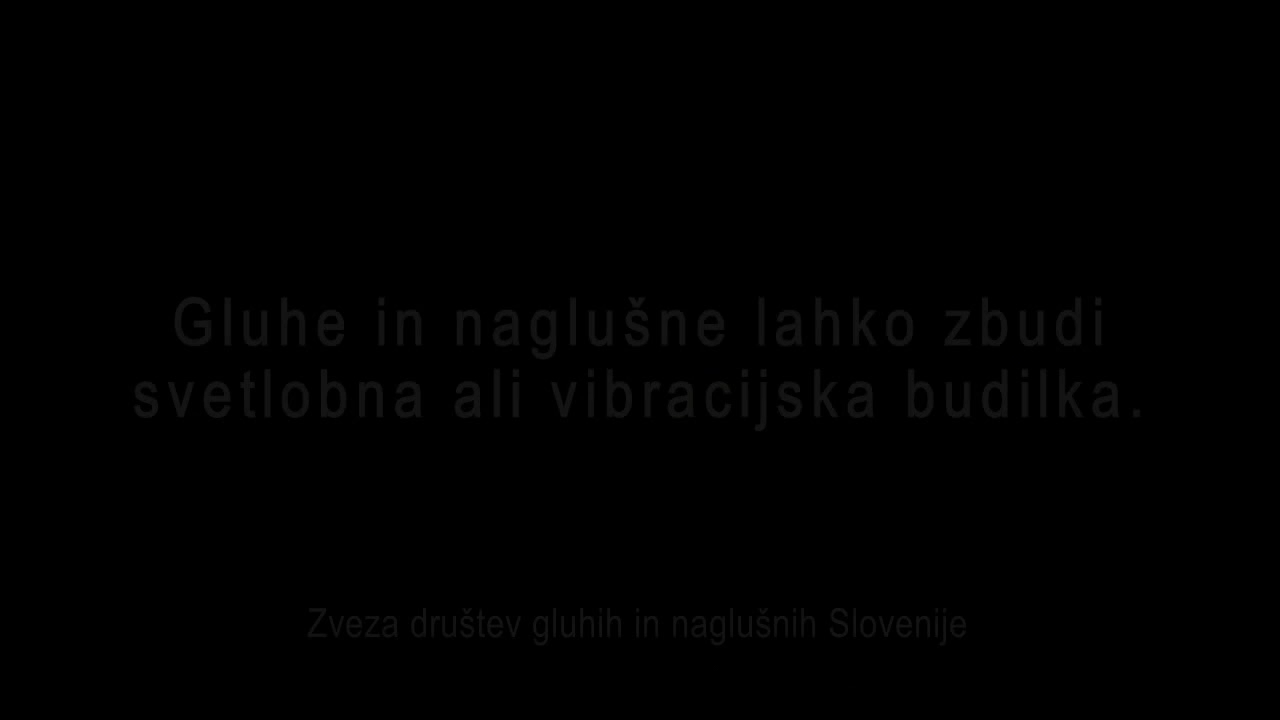 Gluhe in naglušne lahko zbudi
svetlobna ali vibracijska budilka.
Zveza društev gluhih in naglušnih Slovenije